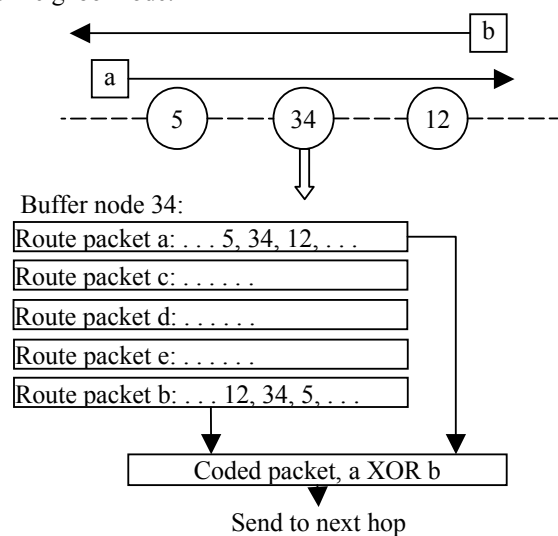 b
a
5 34 12
Buffer node 34:
Route packet a: . . . 5, 34, 12, . . .
Route packet c: . . . . . .
Route packet d: . . . . . .
Route packet e: . . . . . .
Route packet b: . . . 12, 34, 5, . . .
Coded packet, a XOR b
Send to next hop